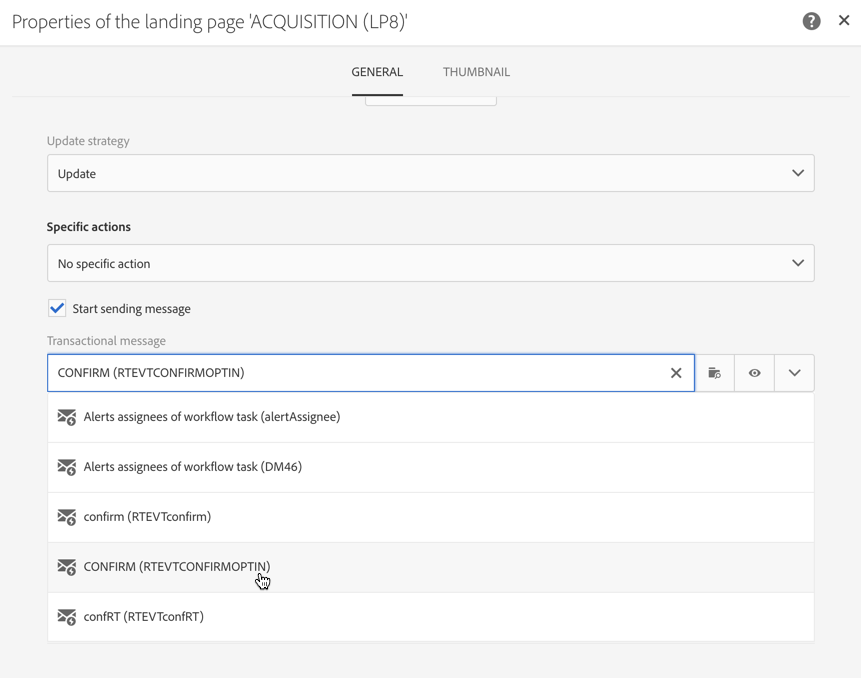 Properties of the landing page 'ACQUISITION (LP8)'
GENERAL
THUMBNAIL
Update strategy
Update
Specific actions
No specific action
Start sending message
Transactional message
CONFIRM (RTEVTCONFIRMOPTIN)
Alerts assignees of workflow task (alertAssignee)
Alerts assignees of workflow task (DM46)
confirm (RTEVTconfirm)
CONFIRM (RTEVTCONFIRMOPTIN)
confRT (RTEVTconfRT)